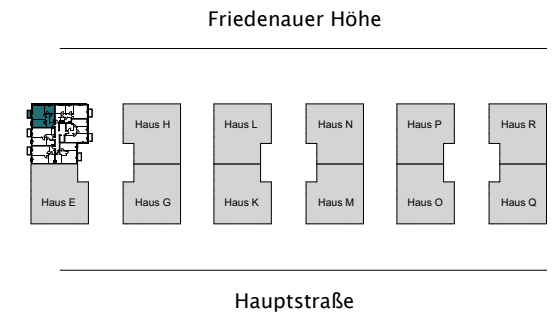 Friedenauer Höhe
Haus H
Haus L
Haus N
Haus P
Haus R
Haus E
Haus G
Haus K
Haus M
Haus O
Haus Q
Hauptstraße